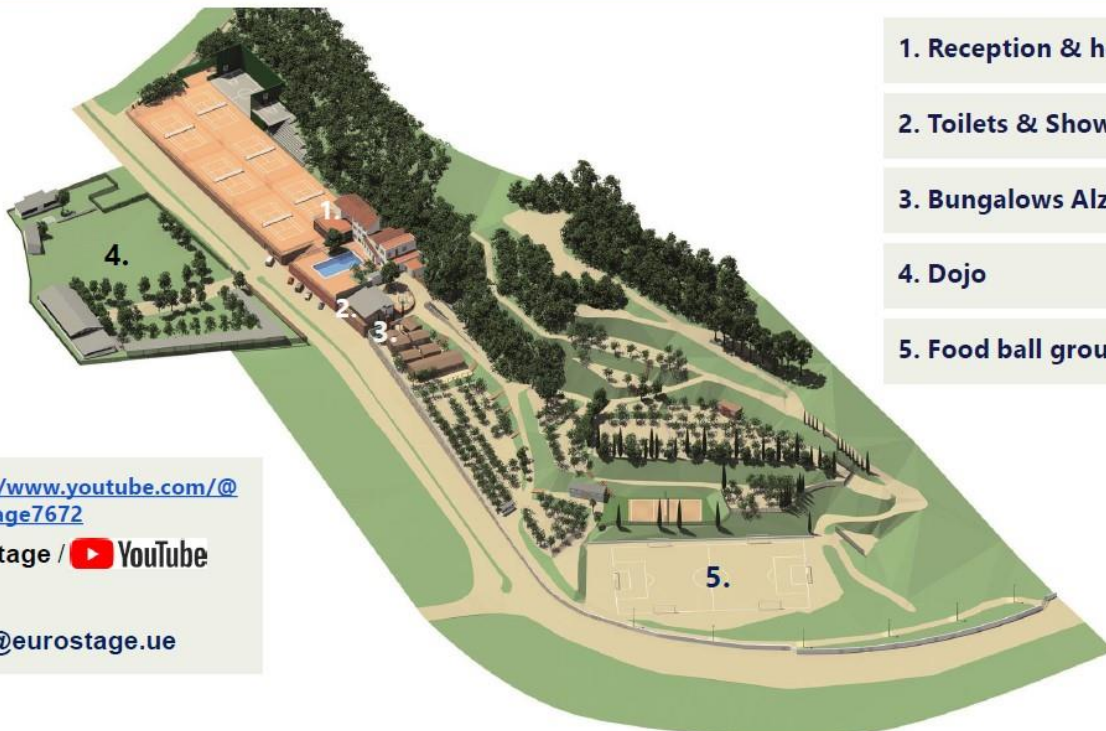 1. Reception & h
2. Toilets & Show
3. Bungalows Alz
4. Dojo
5. Food ball grou
1.
4.
2.
3.
5.
/www.youtube.com/@
age7672
tage / YouTube
@eurostage.ue